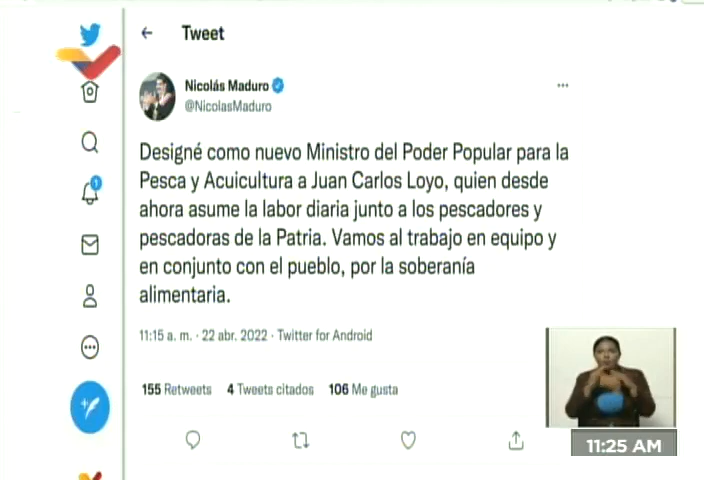 Tweet
Nicolás Maduro
@NicolasMaduro
Designé como nuevo Ministro del Poder Popular para la
Pesca y Acuicultura a Juan Carlos Loyo, quien desde
ahora asume la labor diaria junto a los pescadores y
pescadoras de la Patria. Vamos al trabajo en equipo y
en conjunto con el pueblo, por la soberanía
alimentaria.
11:15 a. m. · 22 abr. 2022 · Twitter for Android
155 Retweets 4 Tweets citados 106 Me gusta
1
11:25 AM